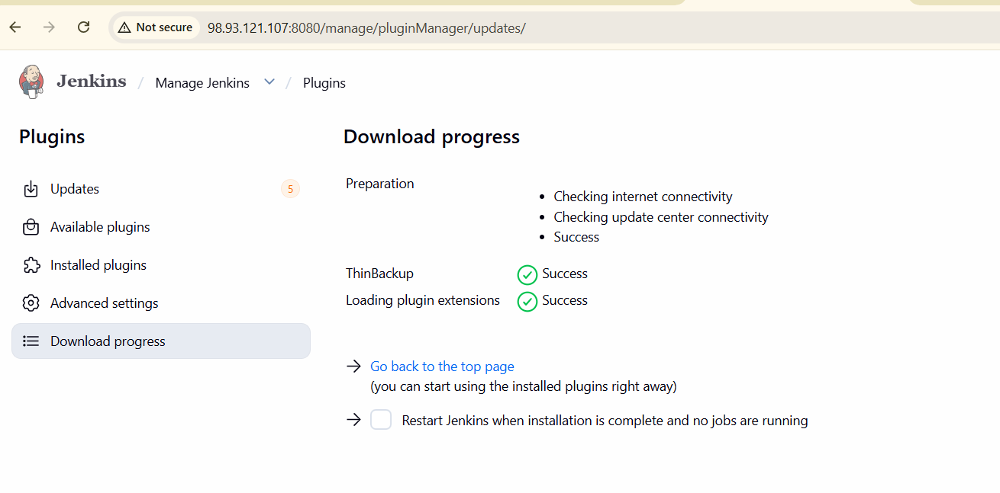 Not secure 98.93.121.107:8080/manage/pluginManager/updates/
Jenkins / Manage Jenkins / Plugins
Plugins
Updates 5
Available plugins
Installed plugins
Advanced settings
Download progress
Download progress
Preparation
Checking internet connectivity
Checking update center connectivity
Success
ThinBackup Success
Loading plugin extensions Success
Go back to the top page
(you can start using the installed plugins right away)
Restart Jenkins when installation is complete and no jobs are running